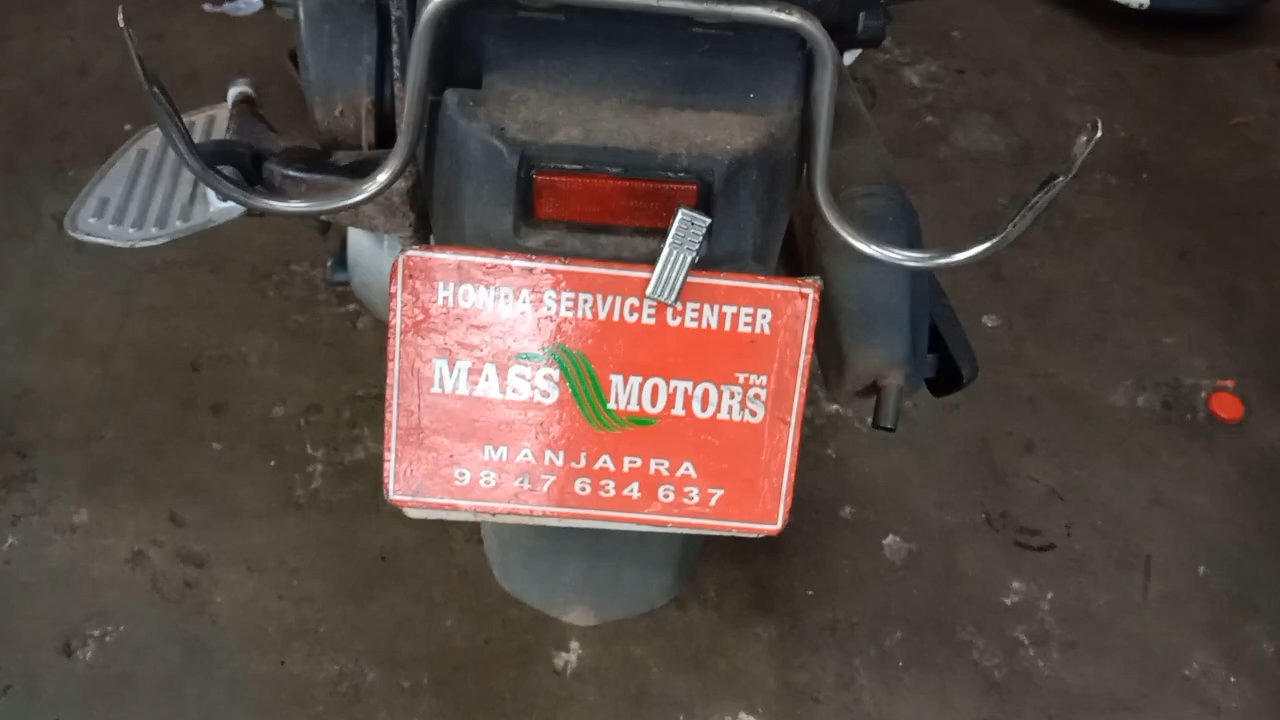 HONDA SERVICE CENTER
MASS MOTORS™
MANJAPRA
98 47 634 637